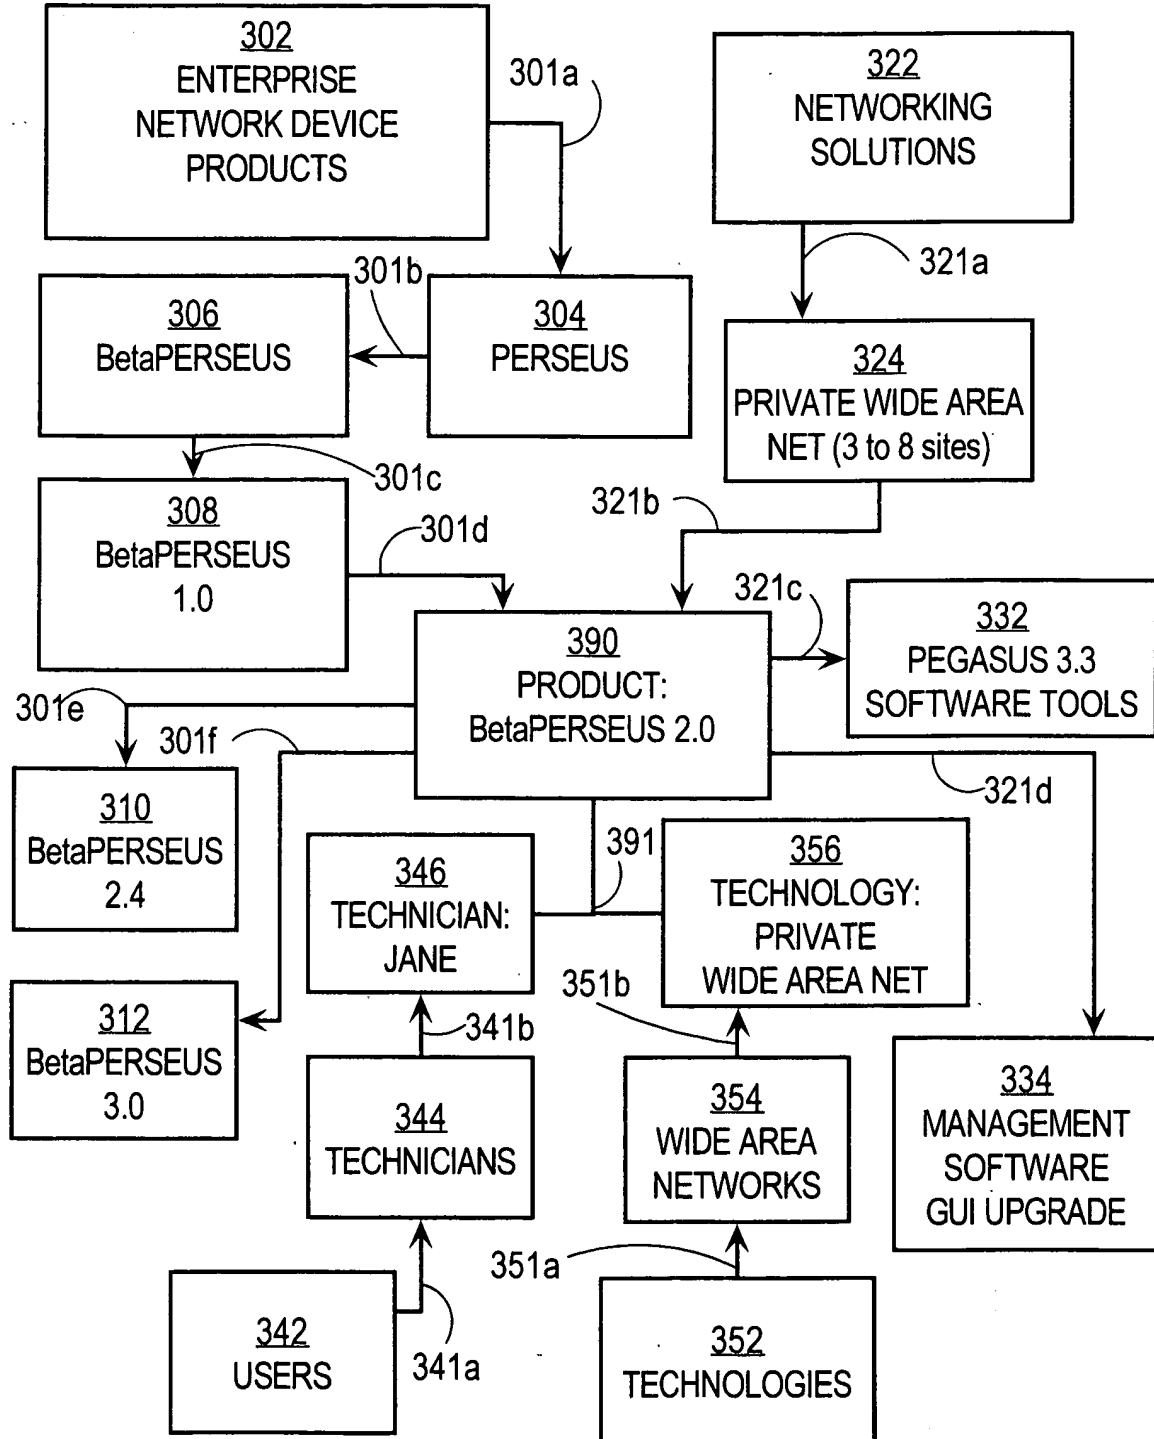 302
ENTERPRISE
NETWORK DEVICE
PRODUCTS
301a
322
NETWORKING
SOLUTIONS
321a
301b
306
BetaPERSEUS
304
PERSEUS
324
PRIVATE WIDE AREA
NET (3 to 8 sites)
301c
308
BetaPERSEUS
1.0
301d
321b
321c
390
PRODUCT:
BetaPERSEUS 2.0
332
PEGASUS 3.3
SOFTWARE TOOLS
301e
301f
321d
310
BetaPERSEUS
2.4
391
346
TECHNICIAN:
JANE
356
TECHNOLOGY:
PRIVATE
WIDE AREA NET
312
BetaPERSEUS
3.0
341b
351b
344
TECHNICIANS
354
WIDE AREA
NETWORKS
334
MANAGEMENT
SOFTWARE
GUI UPGRADE
351a
342
USERS
341a
352
TECHNOLOGIES